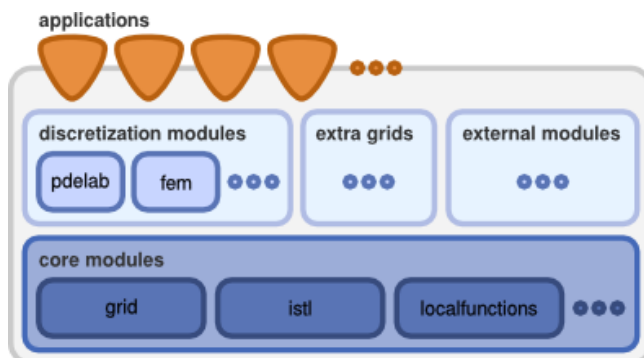 applications
discretization modules
extra grids
external modules
pdelab
fem
core modules
grid
istl
localfunctions